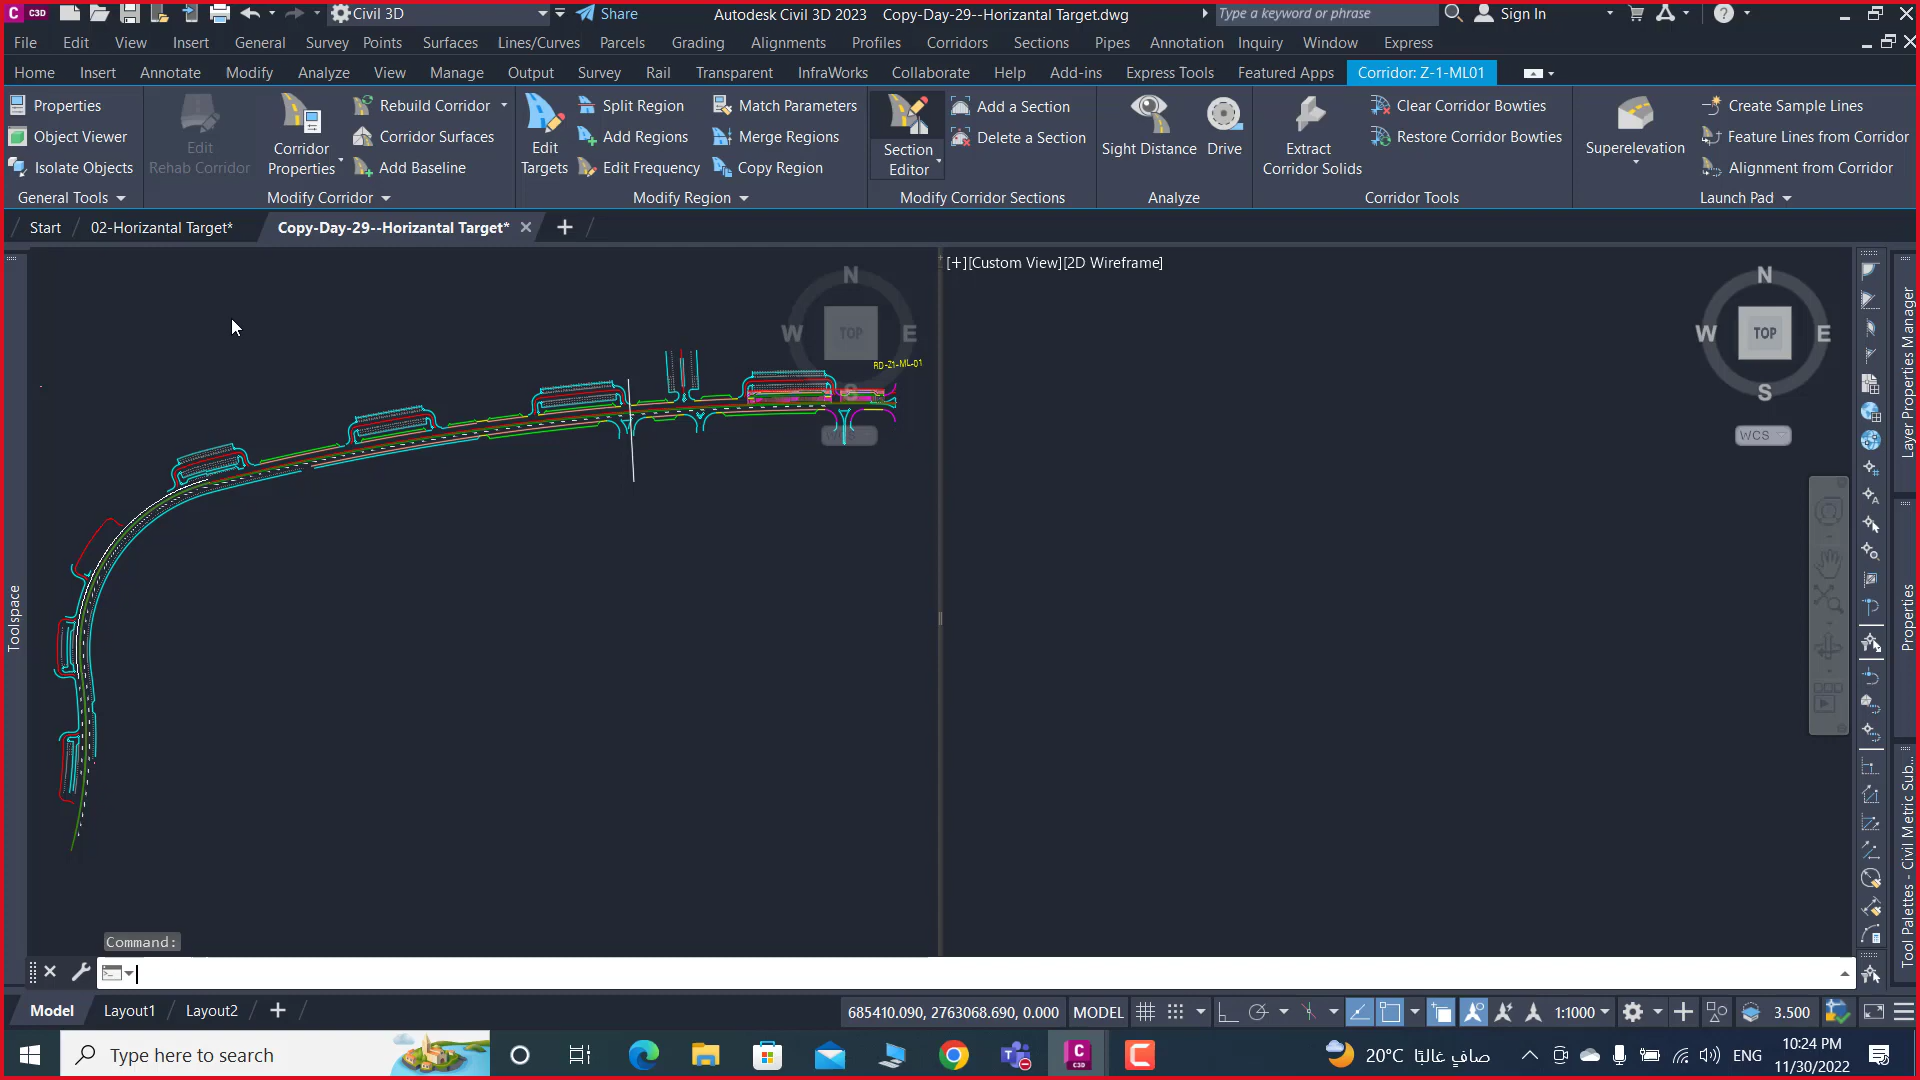 C3D Civil 3D Share Autodesk Civil 3D 2023 Copy-Day-29--Horizantal Target.dwg Type a keyword or phrase Sign In
File Edit View Insert General Survey Points Surfaces Lines/Curves Parcels Grading Alignments Profiles Corridors Sections Pipes Annotation Inquiry Window Express
Home Insert Annotate Modify Analyze View Manage Output Survey Rail Transparent InfraWorks Collaborate Help Add-ins Express Tools Featured Apps Corridor: Z-1-ML01
Properties Rebuild Corridor Split Region Match Parameters Add a Section Clear Corridor Bowties Create Sample Lines
Object Viewer Corridor Surfaces Add Regions Merge Regions Delete a Section Restore Corridor Bowties Feature Lines from Corridor
Isolate Objects Add Baseline Edit Frequency Copy Region Alignment from Corridor
Edit
Rehab Corridor
Corridor
Properties
Edit
Targets
Section
Editor
Sight Distance Drive
Extract
Corridor Solids
Superelevation
General Tools Modify Corridor Modify Region Modify Corridor Sections Analyze Corridor Tools Launch Pad
Start 02-Horizantal Target* Copy-Day-29--Horizantal Target*
[+][Custom View][2D Wireframe]
N
W TOP E
S
WCS
RD-Z1-ML-01
N
W TOP E
S
WCS
Toolspace
Layer Properties Manager
Properties
Tool Palettes - Civil Metric Sub...
Command:
Model Layout1 Layout2 685410.090, 2763068.690, 0.000 MODEL 1:1000 3.500
Type here to search 20°C صافٍ غالبًا ENG 10:24 PM
11/30/2022